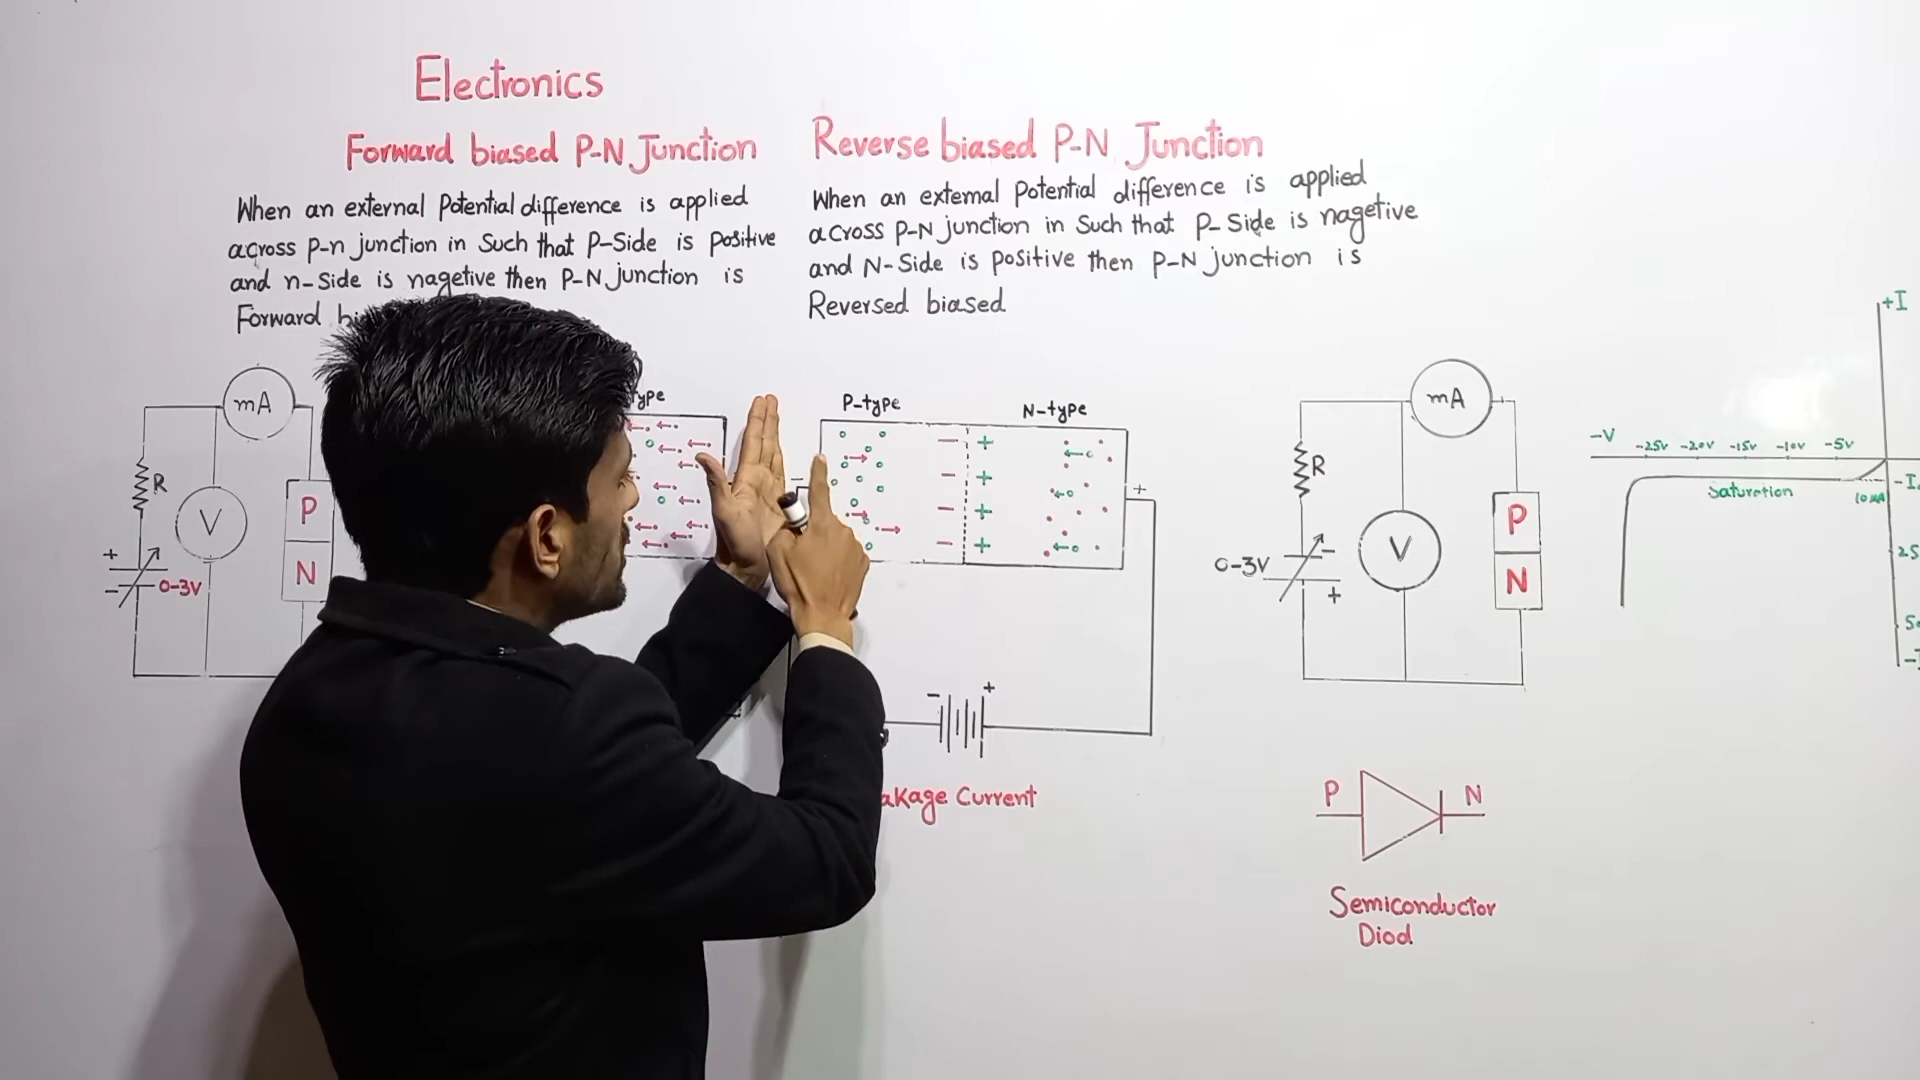 Electronics
Forward biased P-N Junction
When an external Potential difference is applied
across p-n junction in Such that P-Side is Positive
and n-Side is nagetive then P-N junction is
Forward
Reverse biased P-N Junction
When an external Potential difference is applied
across P-N junction in Such that P-Side is nagetive
and N-Side is positive then P-N junction is
Reversed biased
mA
R
V
P
N
+
-
0-3V
P-type
N-type
-
+
-
+
Current
mA
R
V
P
N
0-3V
-
+
P
N
Semiconductor
Diod
+I
-V
-25V -20V -15V -10V -5V
Saturation